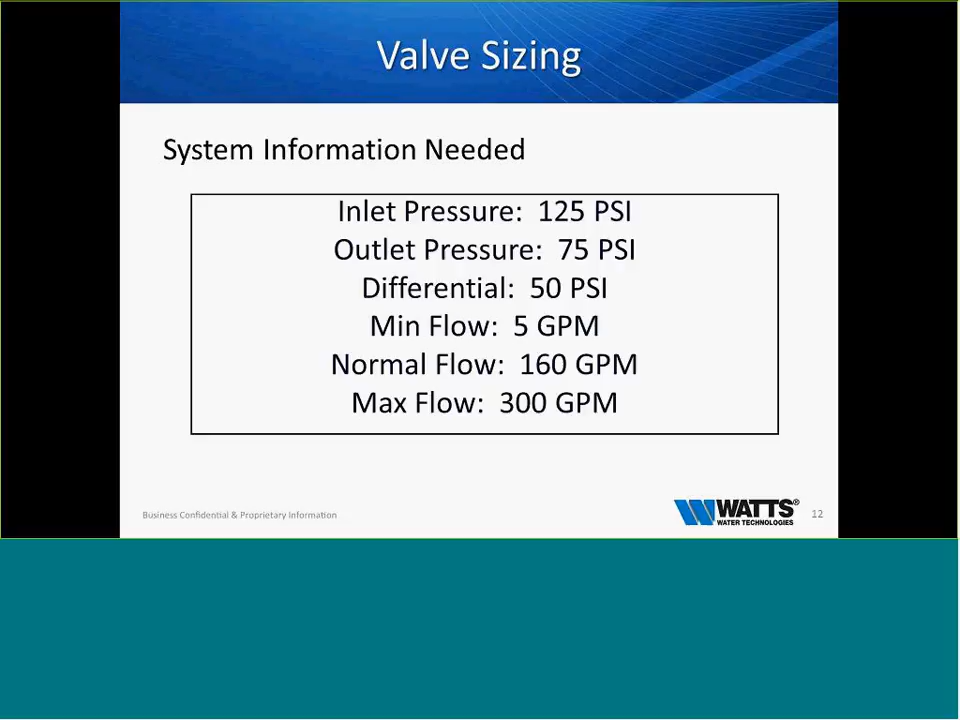 Valve Sizing
System Information Needed
Inlet Pressure: 125 PSI
Outlet Pressure: 75 PSI
Differential: 50 PSI
Min Flow: 5 GPM
Normal Flow: 160 GPM
Max Flow: 300 GPM
Business Confidential & Proprietary Information
WATTS®
WATER TECHNOLOGIES
12